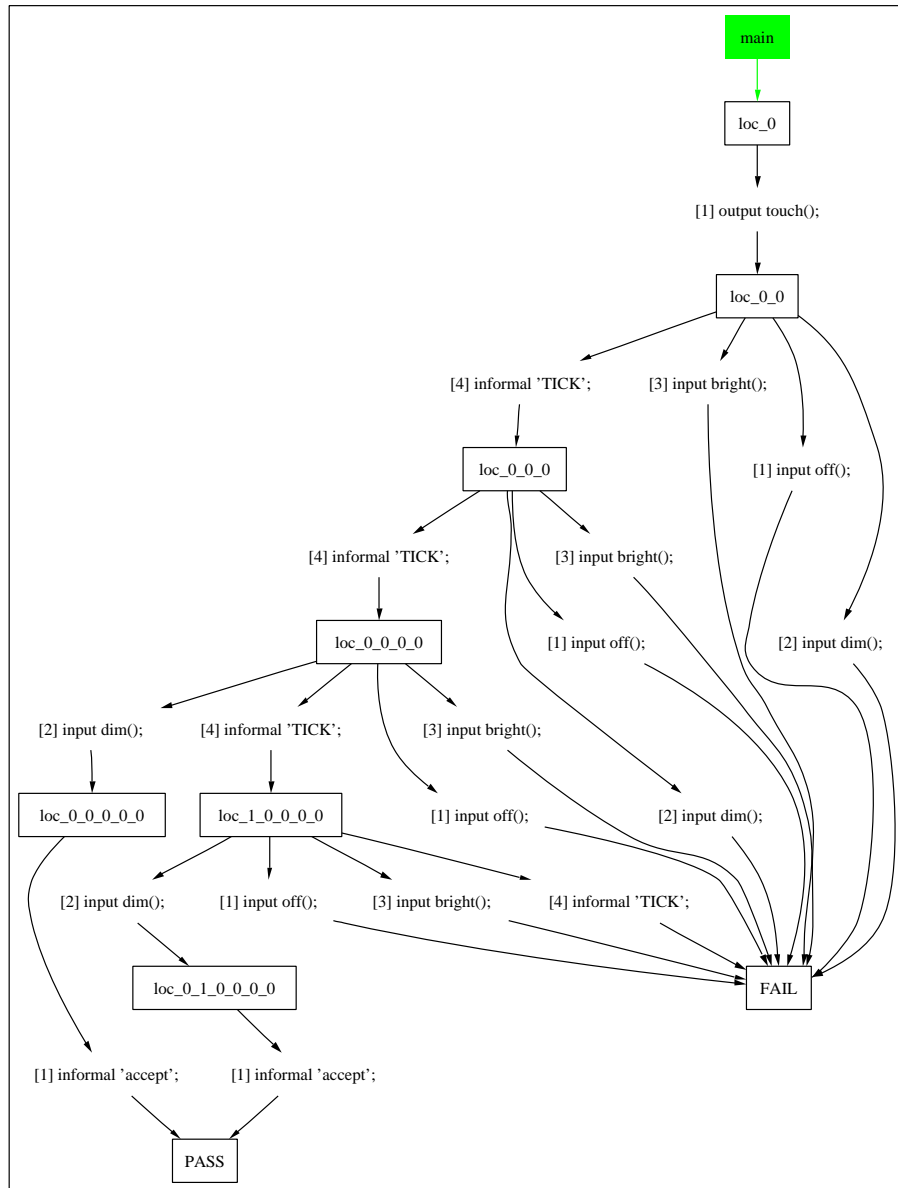 main
loc_0
[1] output touch();
loc_0_0
[4] informal ’TICK’;
[3] input bright();
loc_0_0_0
[1] input off();
[4] informal ’TICK’;
[3] input bright();
loc_0_0_0_0
[1] input off();
[2] input dim();
[2] input dim();
[4] informal ’TICK’;
[3] input bright();
loc_0_0_0_0_0
loc_1_0_0_0_0
[1] input off();
[2] input dim();
[2] input dim();
[1] input off();
[3] input bright();
[4] informal ’TICK’;
loc_0_1_0_0_0_0
FAIL
[1] informal ’accept’;
[1] informal ’accept’;
PASS